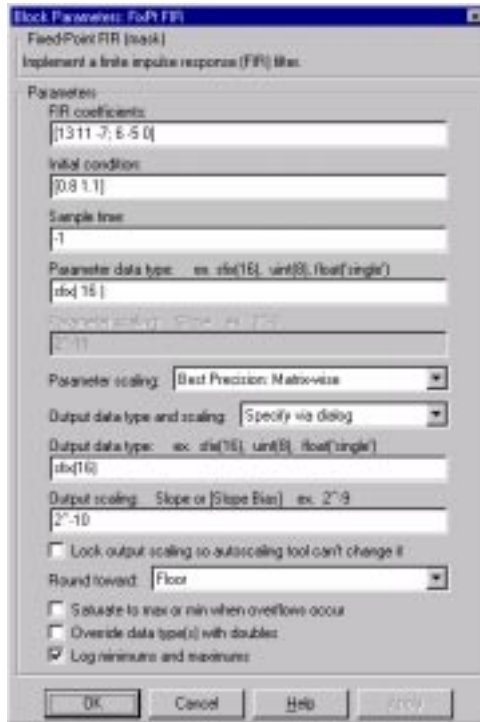 Block Parameters: FixPt FIR
Fixed-Point FIR (mask)
Implement a finite impulse response (FIR) filter.
Parameters
FIR coefficients:
[13 11 -7; 6 -5 0]
Initial condition:
[0.8 1.1]
Sample time:
-1
Parameter data type: ex. sfix(16), uint(8), float('single')
sfix( 16 )
Parameter scaling: Slope ex. 2^-9
2^-11
Parameter scaling: Best Precision: Matrix-wise
Output data type and scaling: Specify via dialog
Output data type: ex. sfix(16), uint(8), float('single')
sfix(16)
Output scaling: Slope or [Slope Bias] ex. 2^-9
2^-10
Lock output scaling so autoscaling tool can't change it
Round toward: Floor
Saturate to max or min when overflows occur
Override data type(s) with doubles
Log minimums and maximums
OK Cancel Help Apply